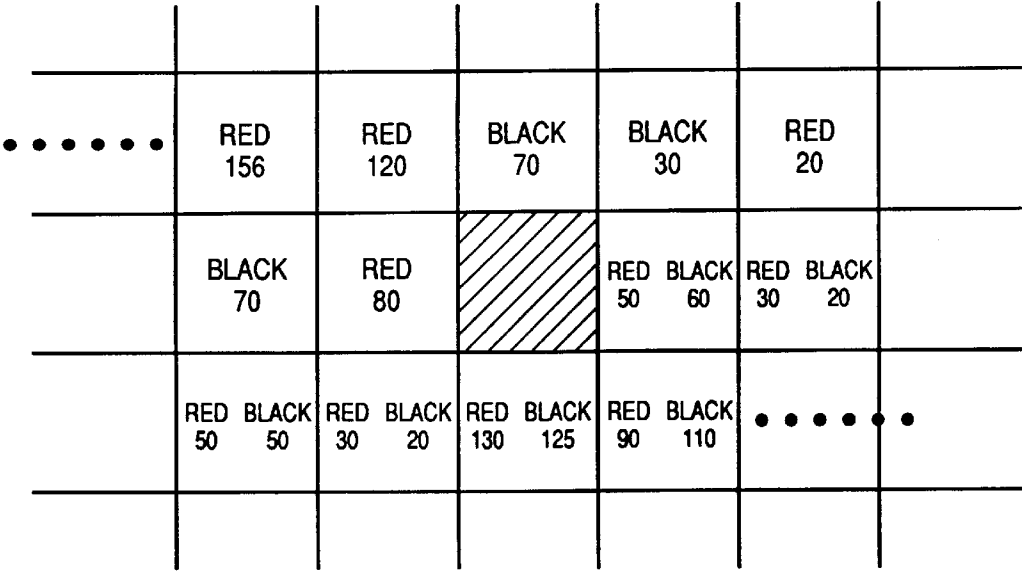 RED RED BLACK BLACK RED
156 120 70 30 20
BLACK RED RED BLACK RED BLACK
70 80 50 60 30 20
RED BLACK RED BLACK RED BLACK RED BLACK
50 50 30 20 130 125 90 110